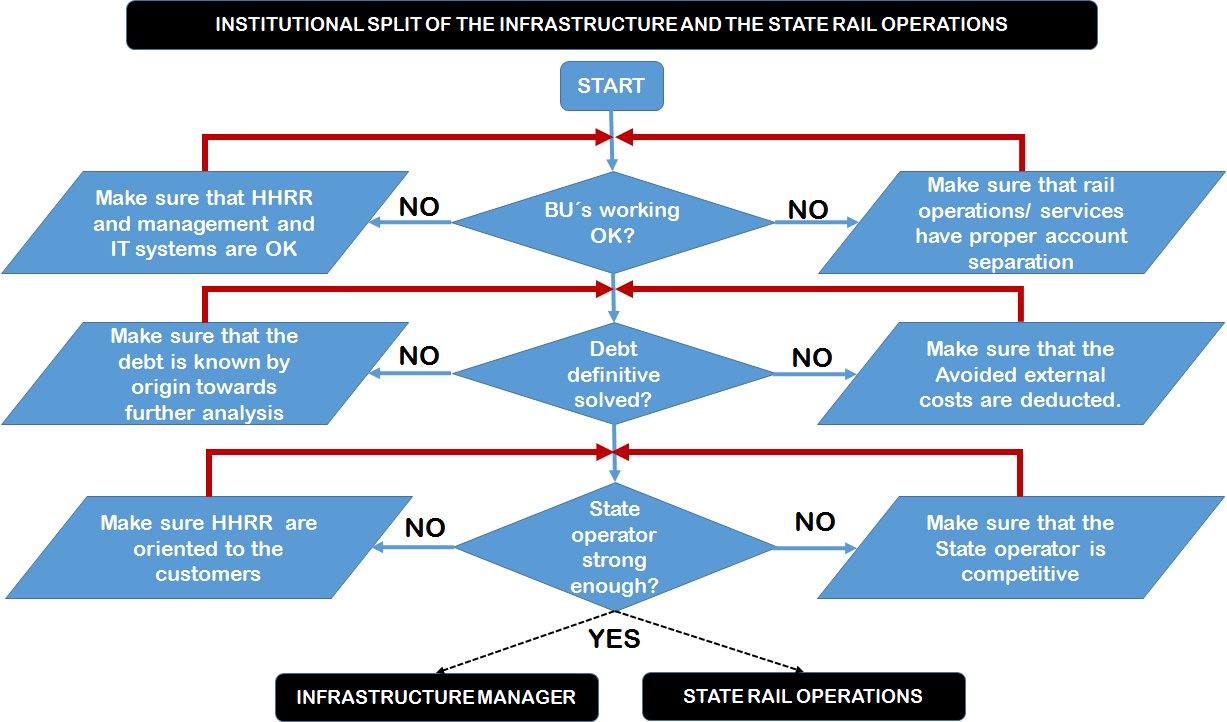 INSTITUTIONAL SPLIT OF THE INFRASTRUCTURE AND THE STATE RAIL OPERATIONS
START
Make sure that HHRR
and management and
IT systems are OK
NO
BU´s working
OK?
NO
Make sure that rail
operations/ services
have proper account
separation
Make sure that the
debt is known by
origin towards
further analysis
NO
Debt
definitive
solved?
NO
Make sure that the
Avoided external
costs are deducted.
Make sure HHRR are
oriented to the
customers
NO
State
operator
strong
enough?
NO
Make sure that the
State operator is
competitive
YES
INFRASTRUCTURE MANAGER
STATE RAIL OPERATIONS